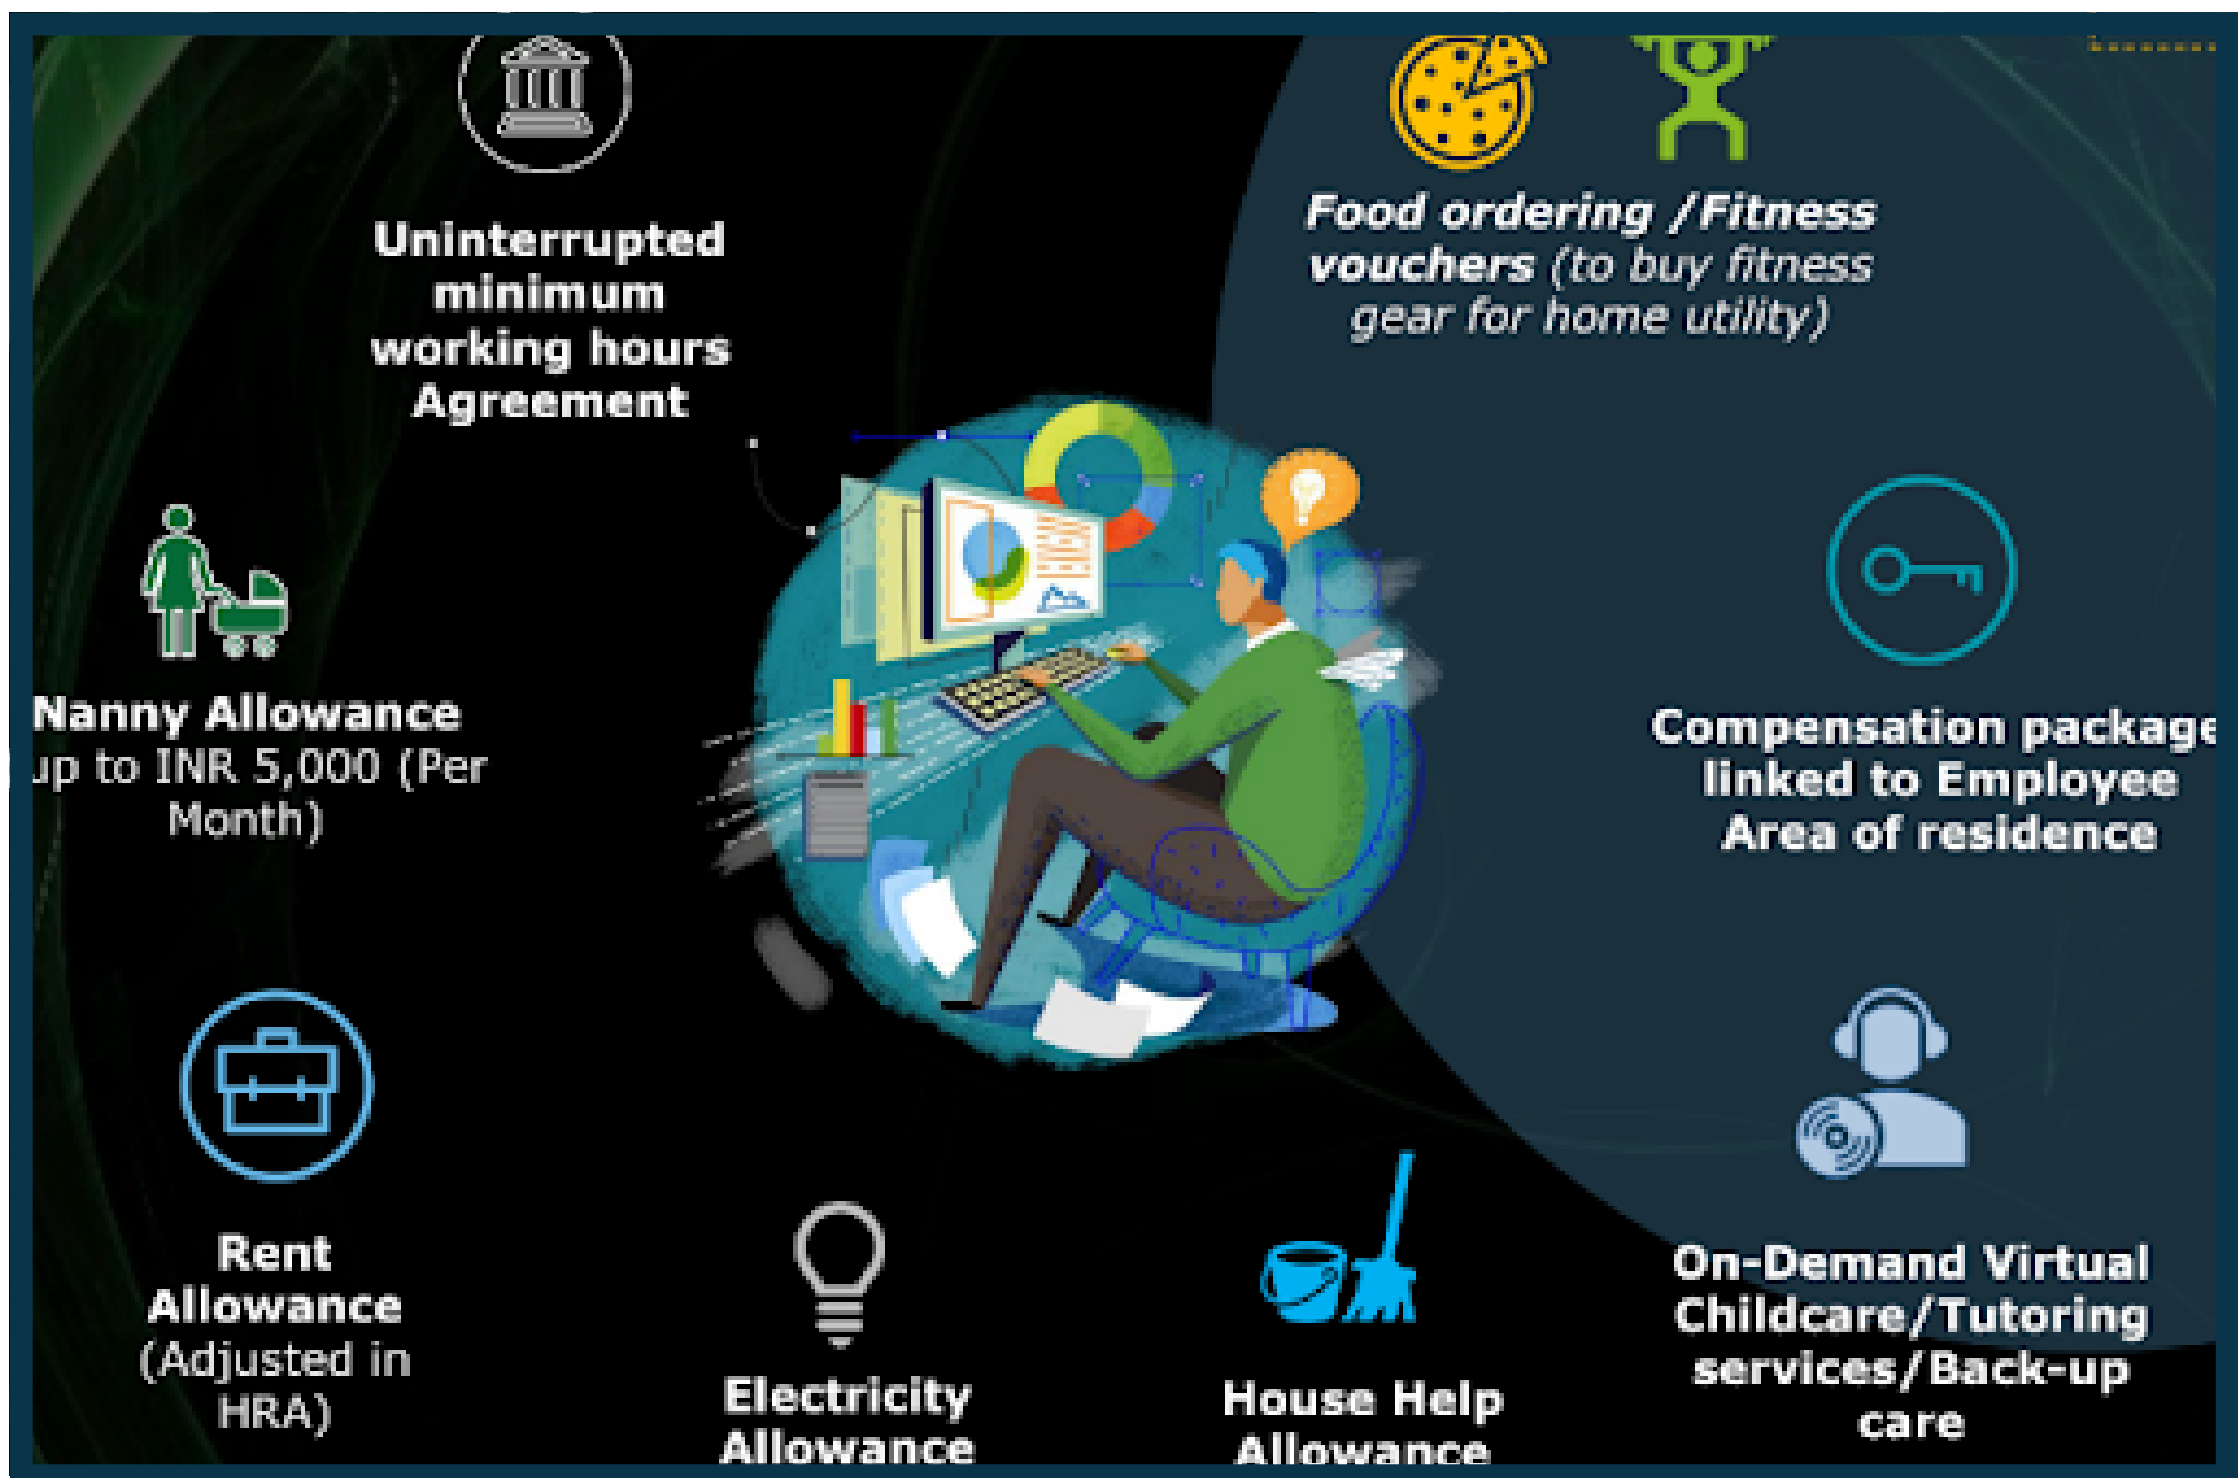 Uninterrupted
minimum
working hours
Agreement
Food ordering /Fitness
vouchers (to buy fitness
gear for home utility)
Nanny Allowance
up to INR 5,000 (Per
Month)
Compensation package
linked to Employee
Area of residence
Rent
Allowance
(Adjusted in
HRA)
Electricity
Allowance
House Help
Allowance
On-Demand Virtual
Childcare/Tutoring
services/Back-up
care